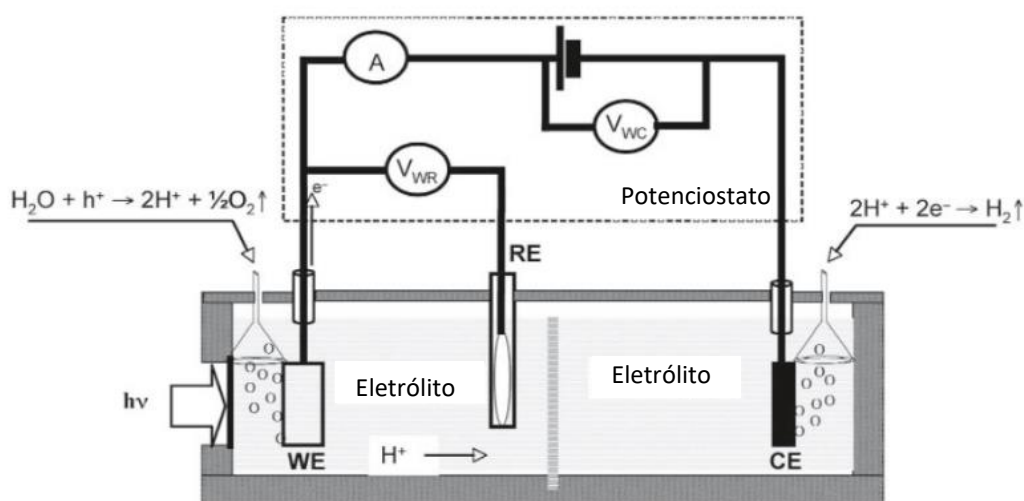 A
V_WC
V_WR
e⁻
Potenciostato
H₂O + h⁺ → 2H⁺ + ½O₂↑
2H⁺ + 2e⁻ → H₂↑
RE
Eletrólito
Eletrólito
hν
WE
H⁺
CE